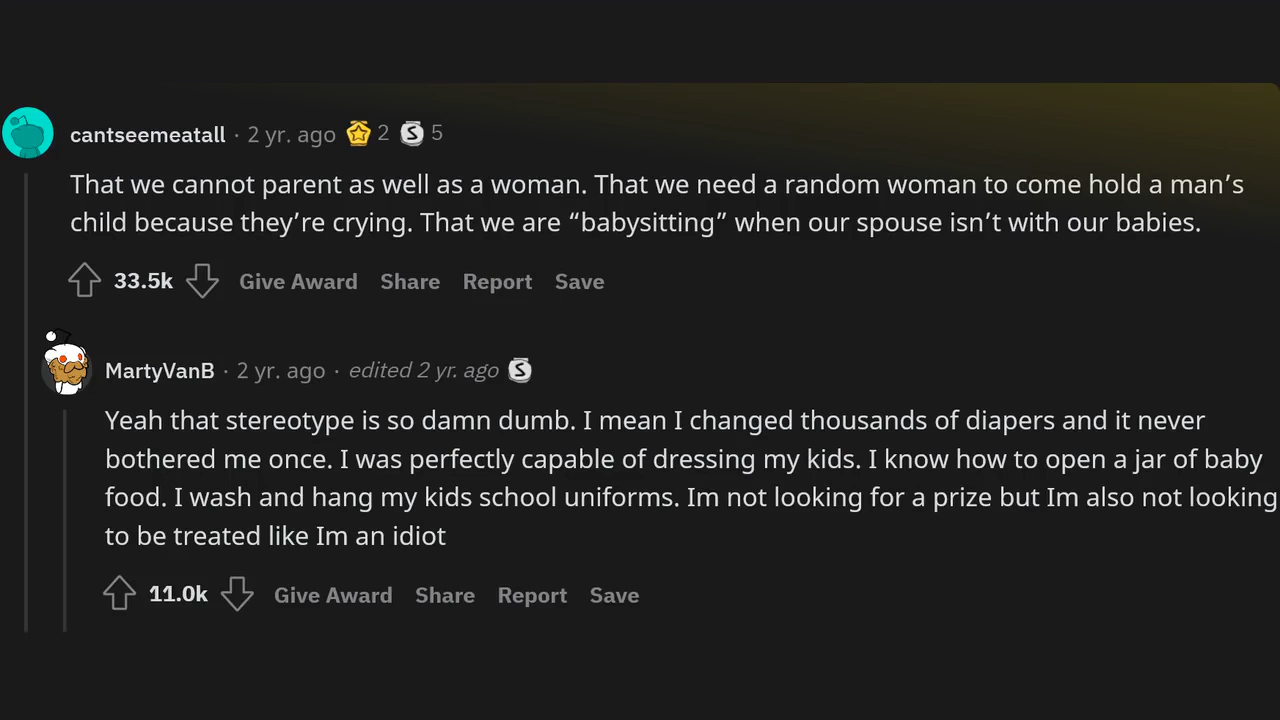 cantseemeatall · 2 yr. ago 2 S 5
That we cannot parent as well as a woman. That we need a random woman to come hold a man’s
child because they’re crying. That we are “babysitting” when our spouse isn’t with our babies.
33.5k Give Award Share Report Save
MartyVanB · 2 yr. ago · edited 2 yr. ago S
Yeah that stereotype is so damn dumb. I mean I changed thousands of diapers and it never
bothered me once. I was perfectly capable of dressing my kids. I know how to open a jar of baby
food. I wash and hang my kids school uniforms. Im not looking for a prize but Im also not looking
to be treated like Im an idiot
11.0k Give Award Share Report Save